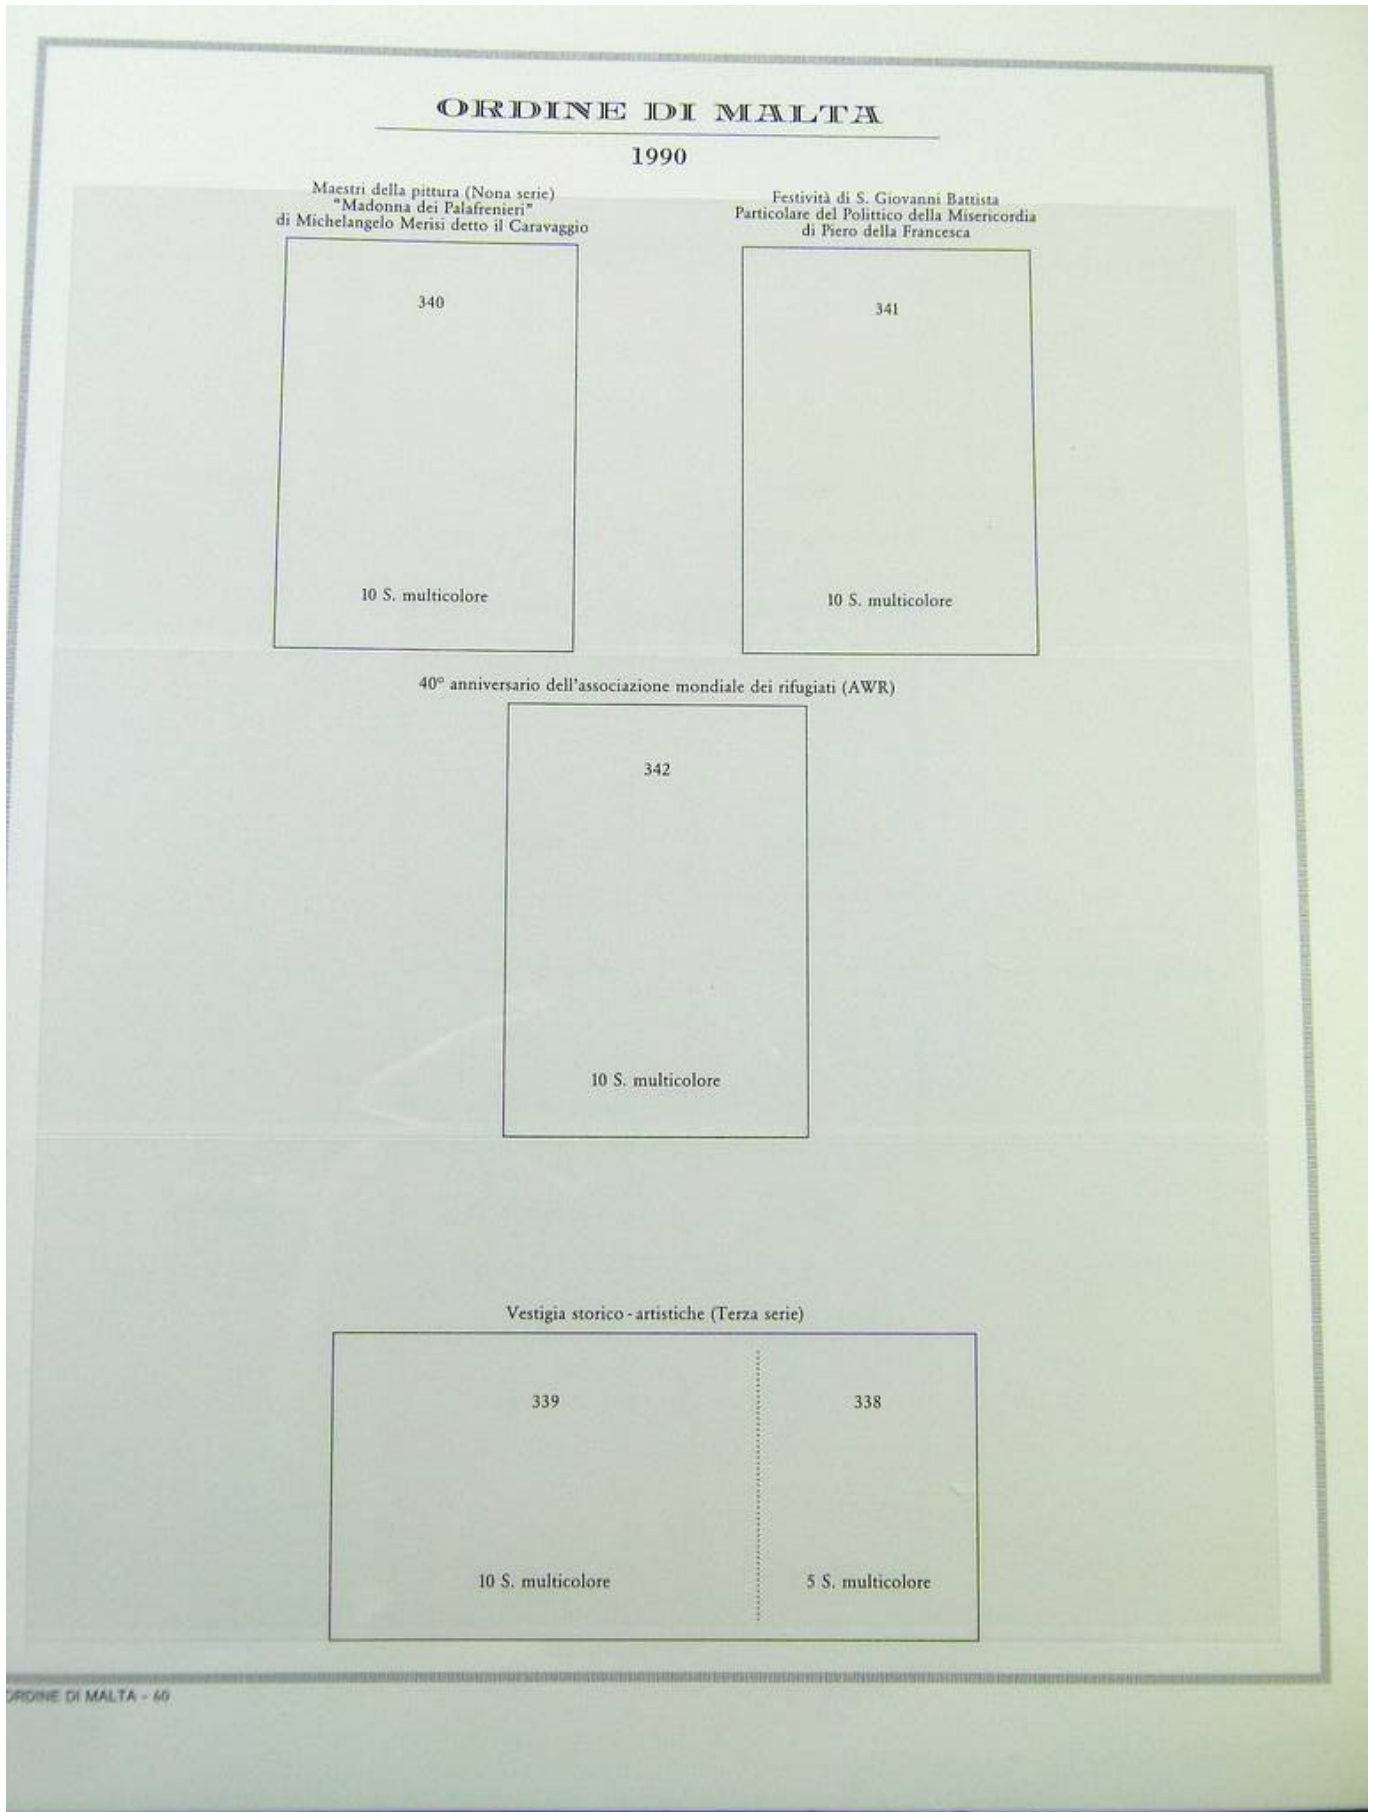 ORDINE DI MALTA
1990
Maestri della pittura (Nona serie)
"Madonna dei Palafrenieri"
di Michelangelo Merisi detto il Caravaggio
340
10 S. multicolore
Festività di S. Giovanni Battista
Particolare del Polittico della Misericordia
di Piero della Francesca
341
10 S. multicolore
40° anniversario dell'associazione mondiale dei rifugiati (AWR)
342
10 S. multicolore
Vestigia storico-artistiche (Terza serie)
339
10 S. multicolore
338
5 S. multicolore
ORDINE DI MALTA - 60